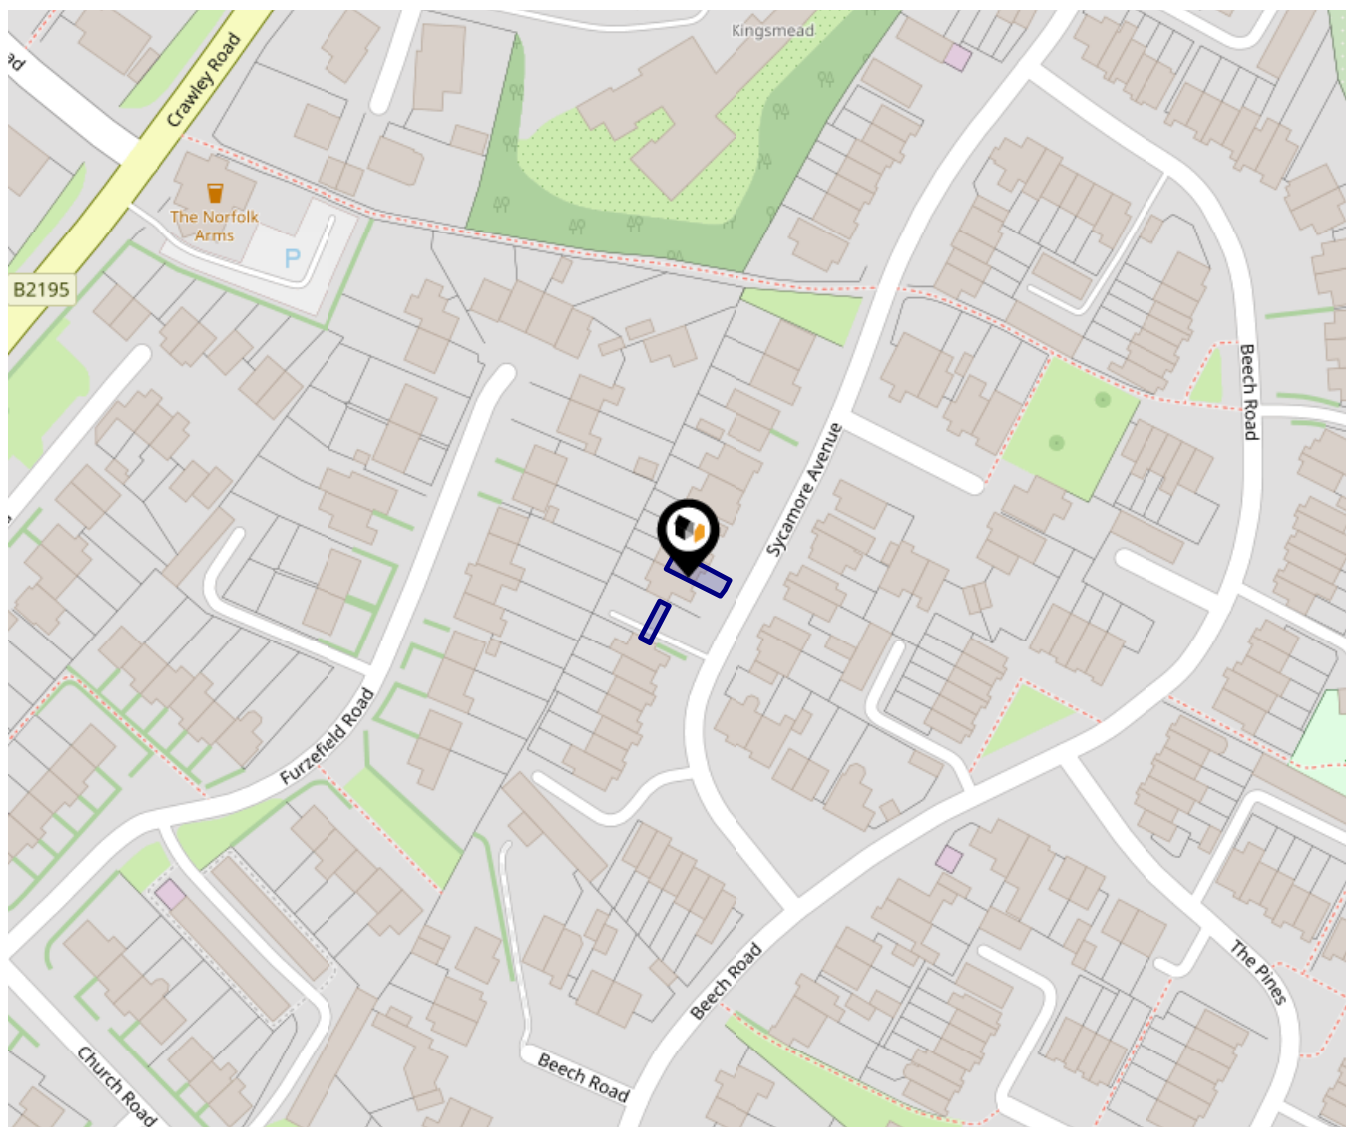 Kingsmead
ad
Crawley Road
The Norfolk
Arms
P
B2195
Beech Road
Sycamore Avenue
Furzefield Road
The Pines
Beech Road
Beech Road
Church Road